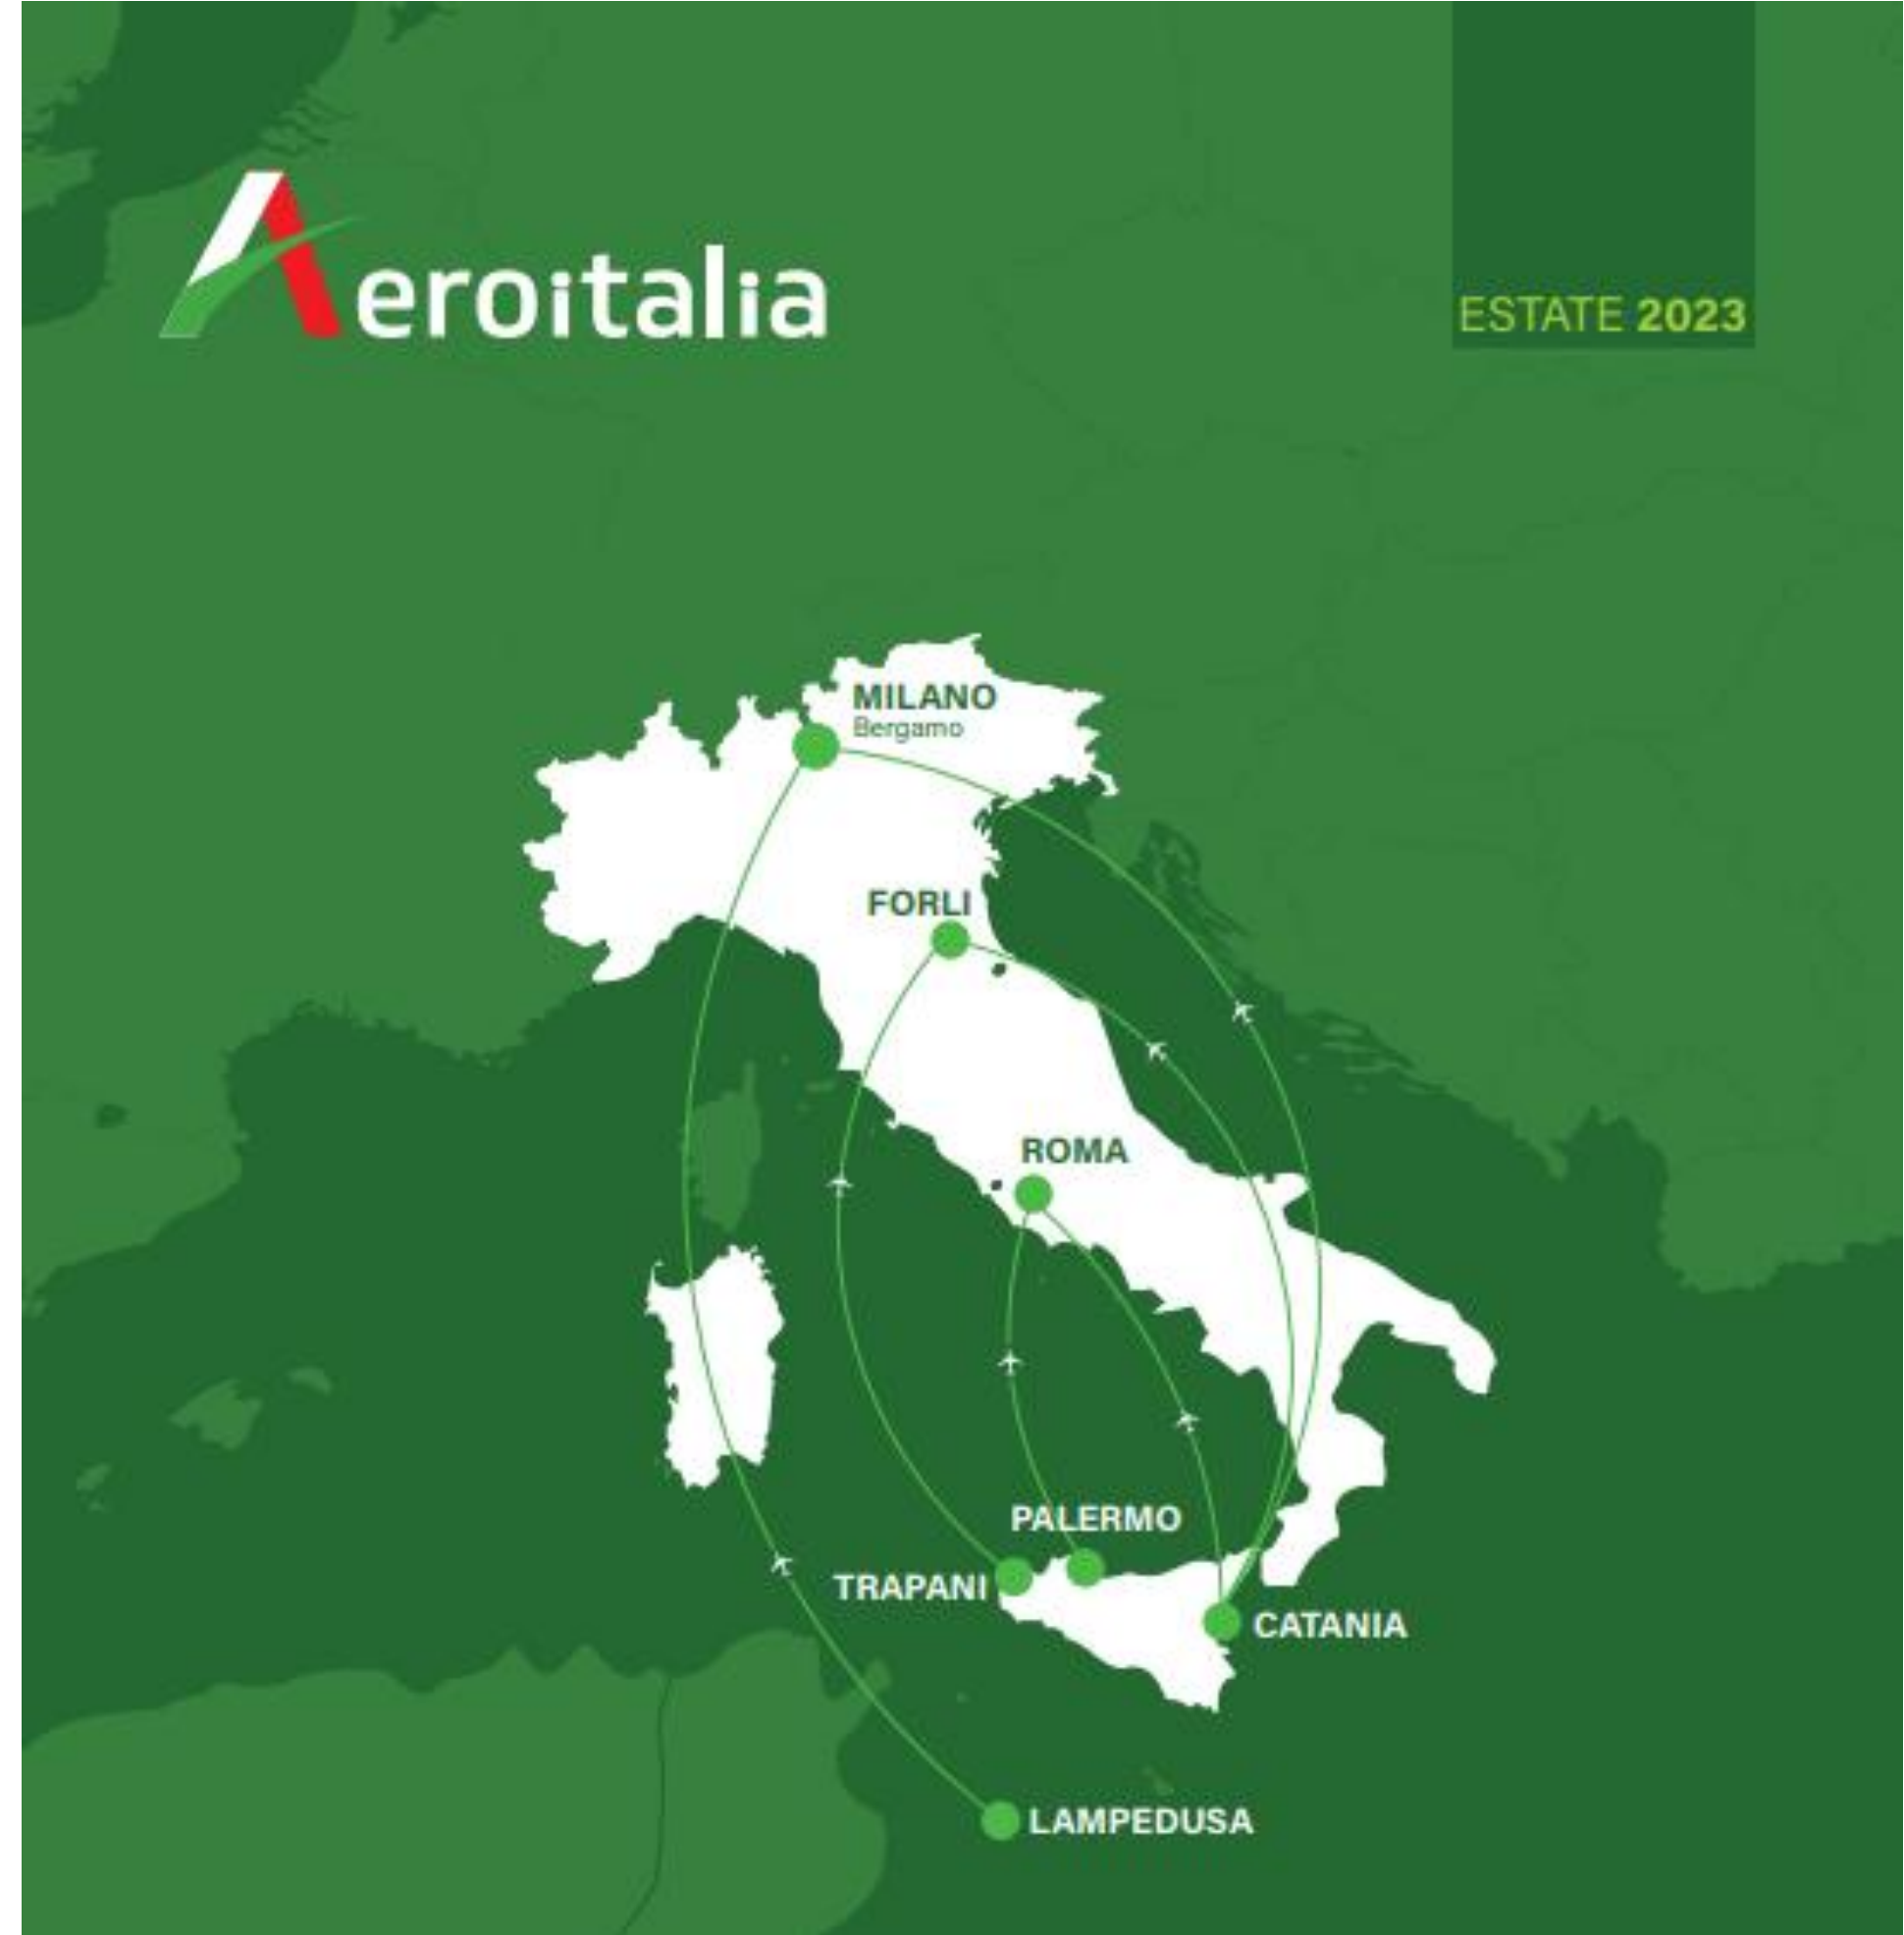 Aeroitalia
ESTATE 2023
MILANO
Bergamo
FORLI
ROMA
PALERMO
TRAPANI
CATANIA
LAMPEDUSA